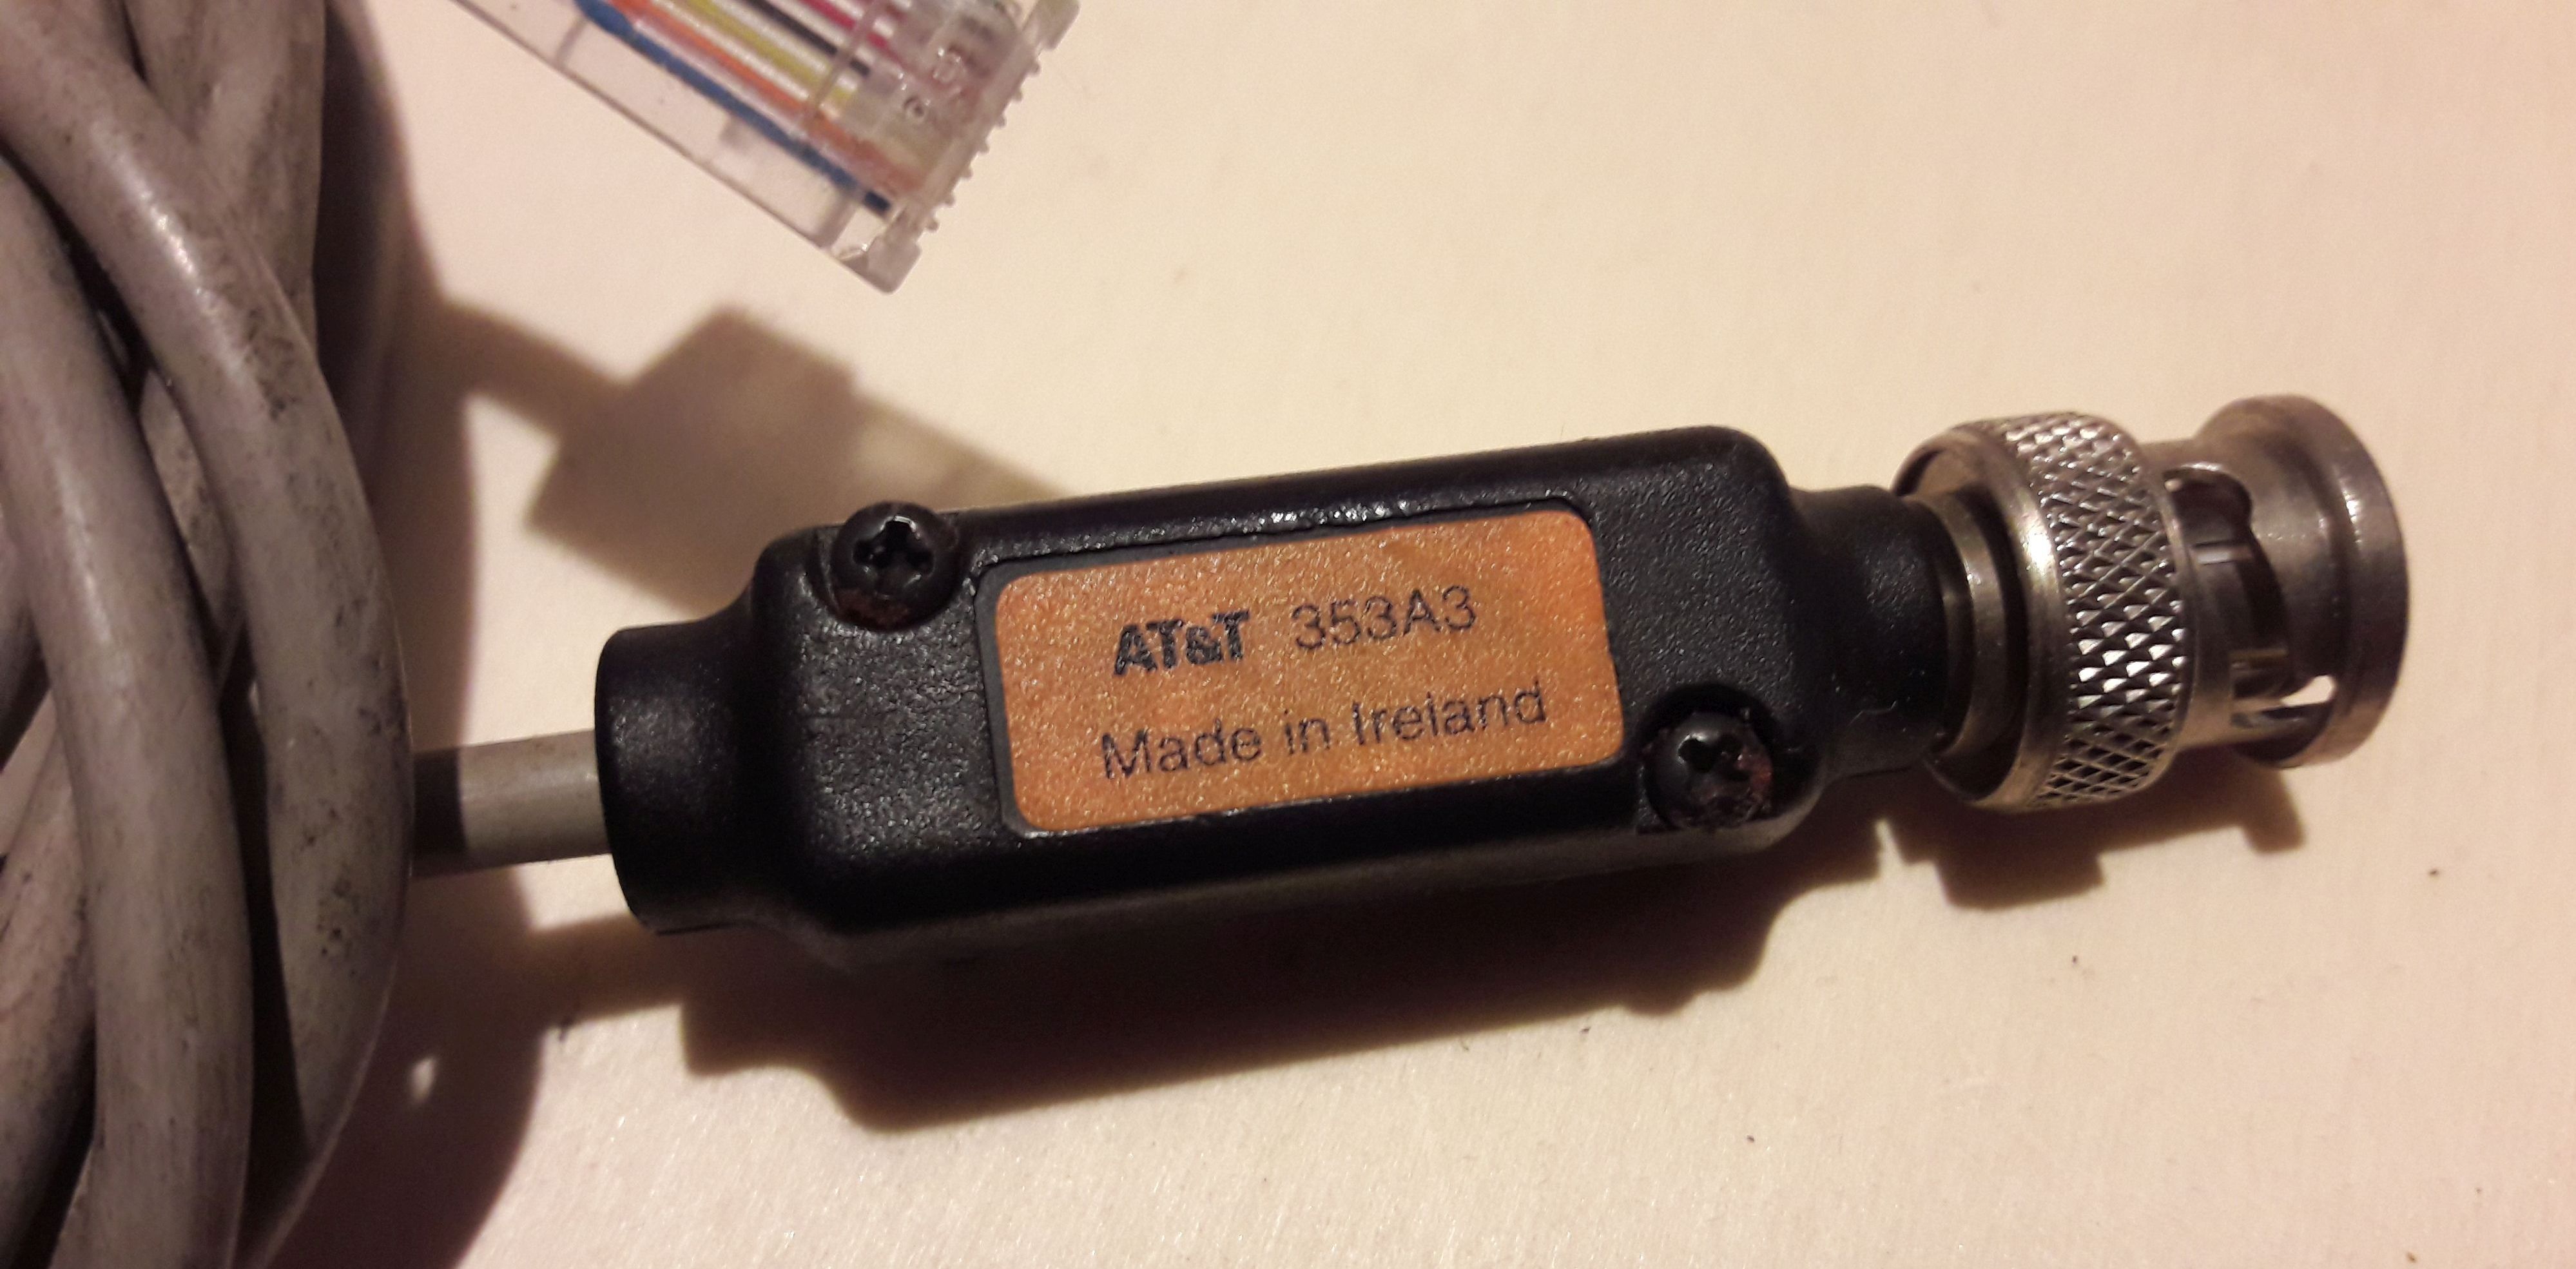 AT&T 353A3
Made in Ireland